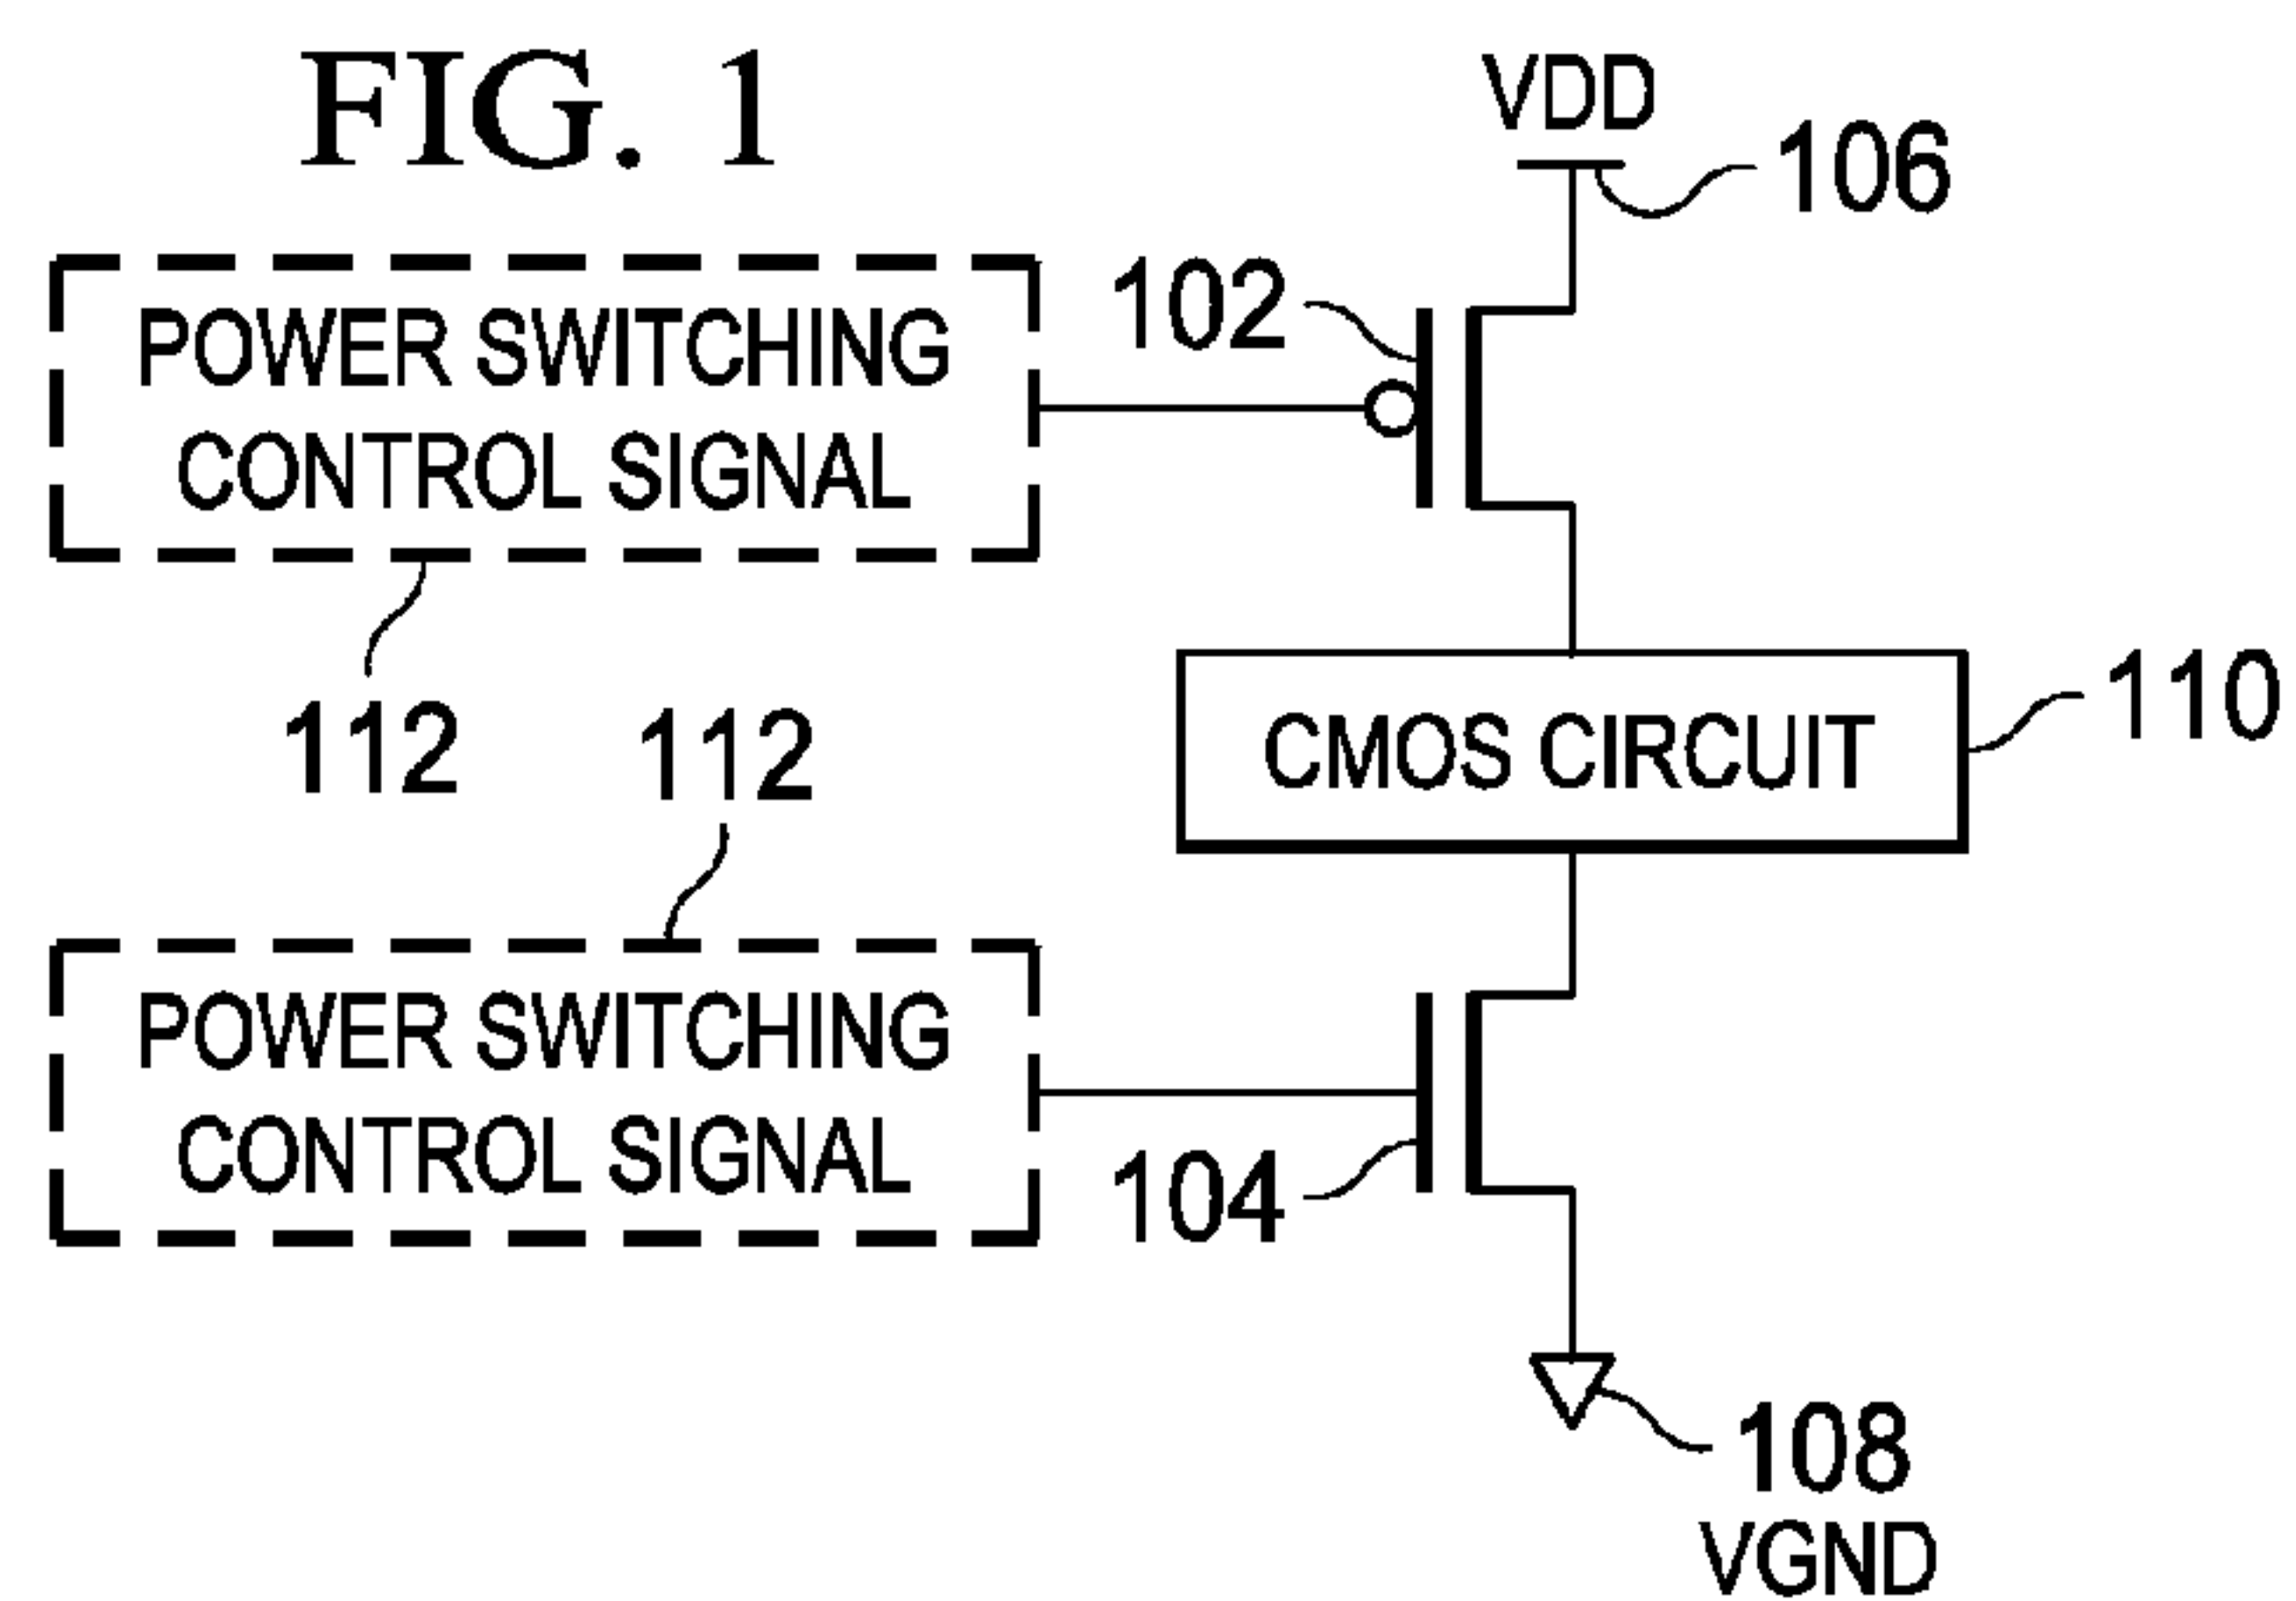 FIG. 1
VDD
106
102
POWER SWITCHING
CONTROL SIGNAL
112
112
CMOS CIRCUIT
110
POWER SWITCHING
CONTROL SIGNAL
104
108
VGND